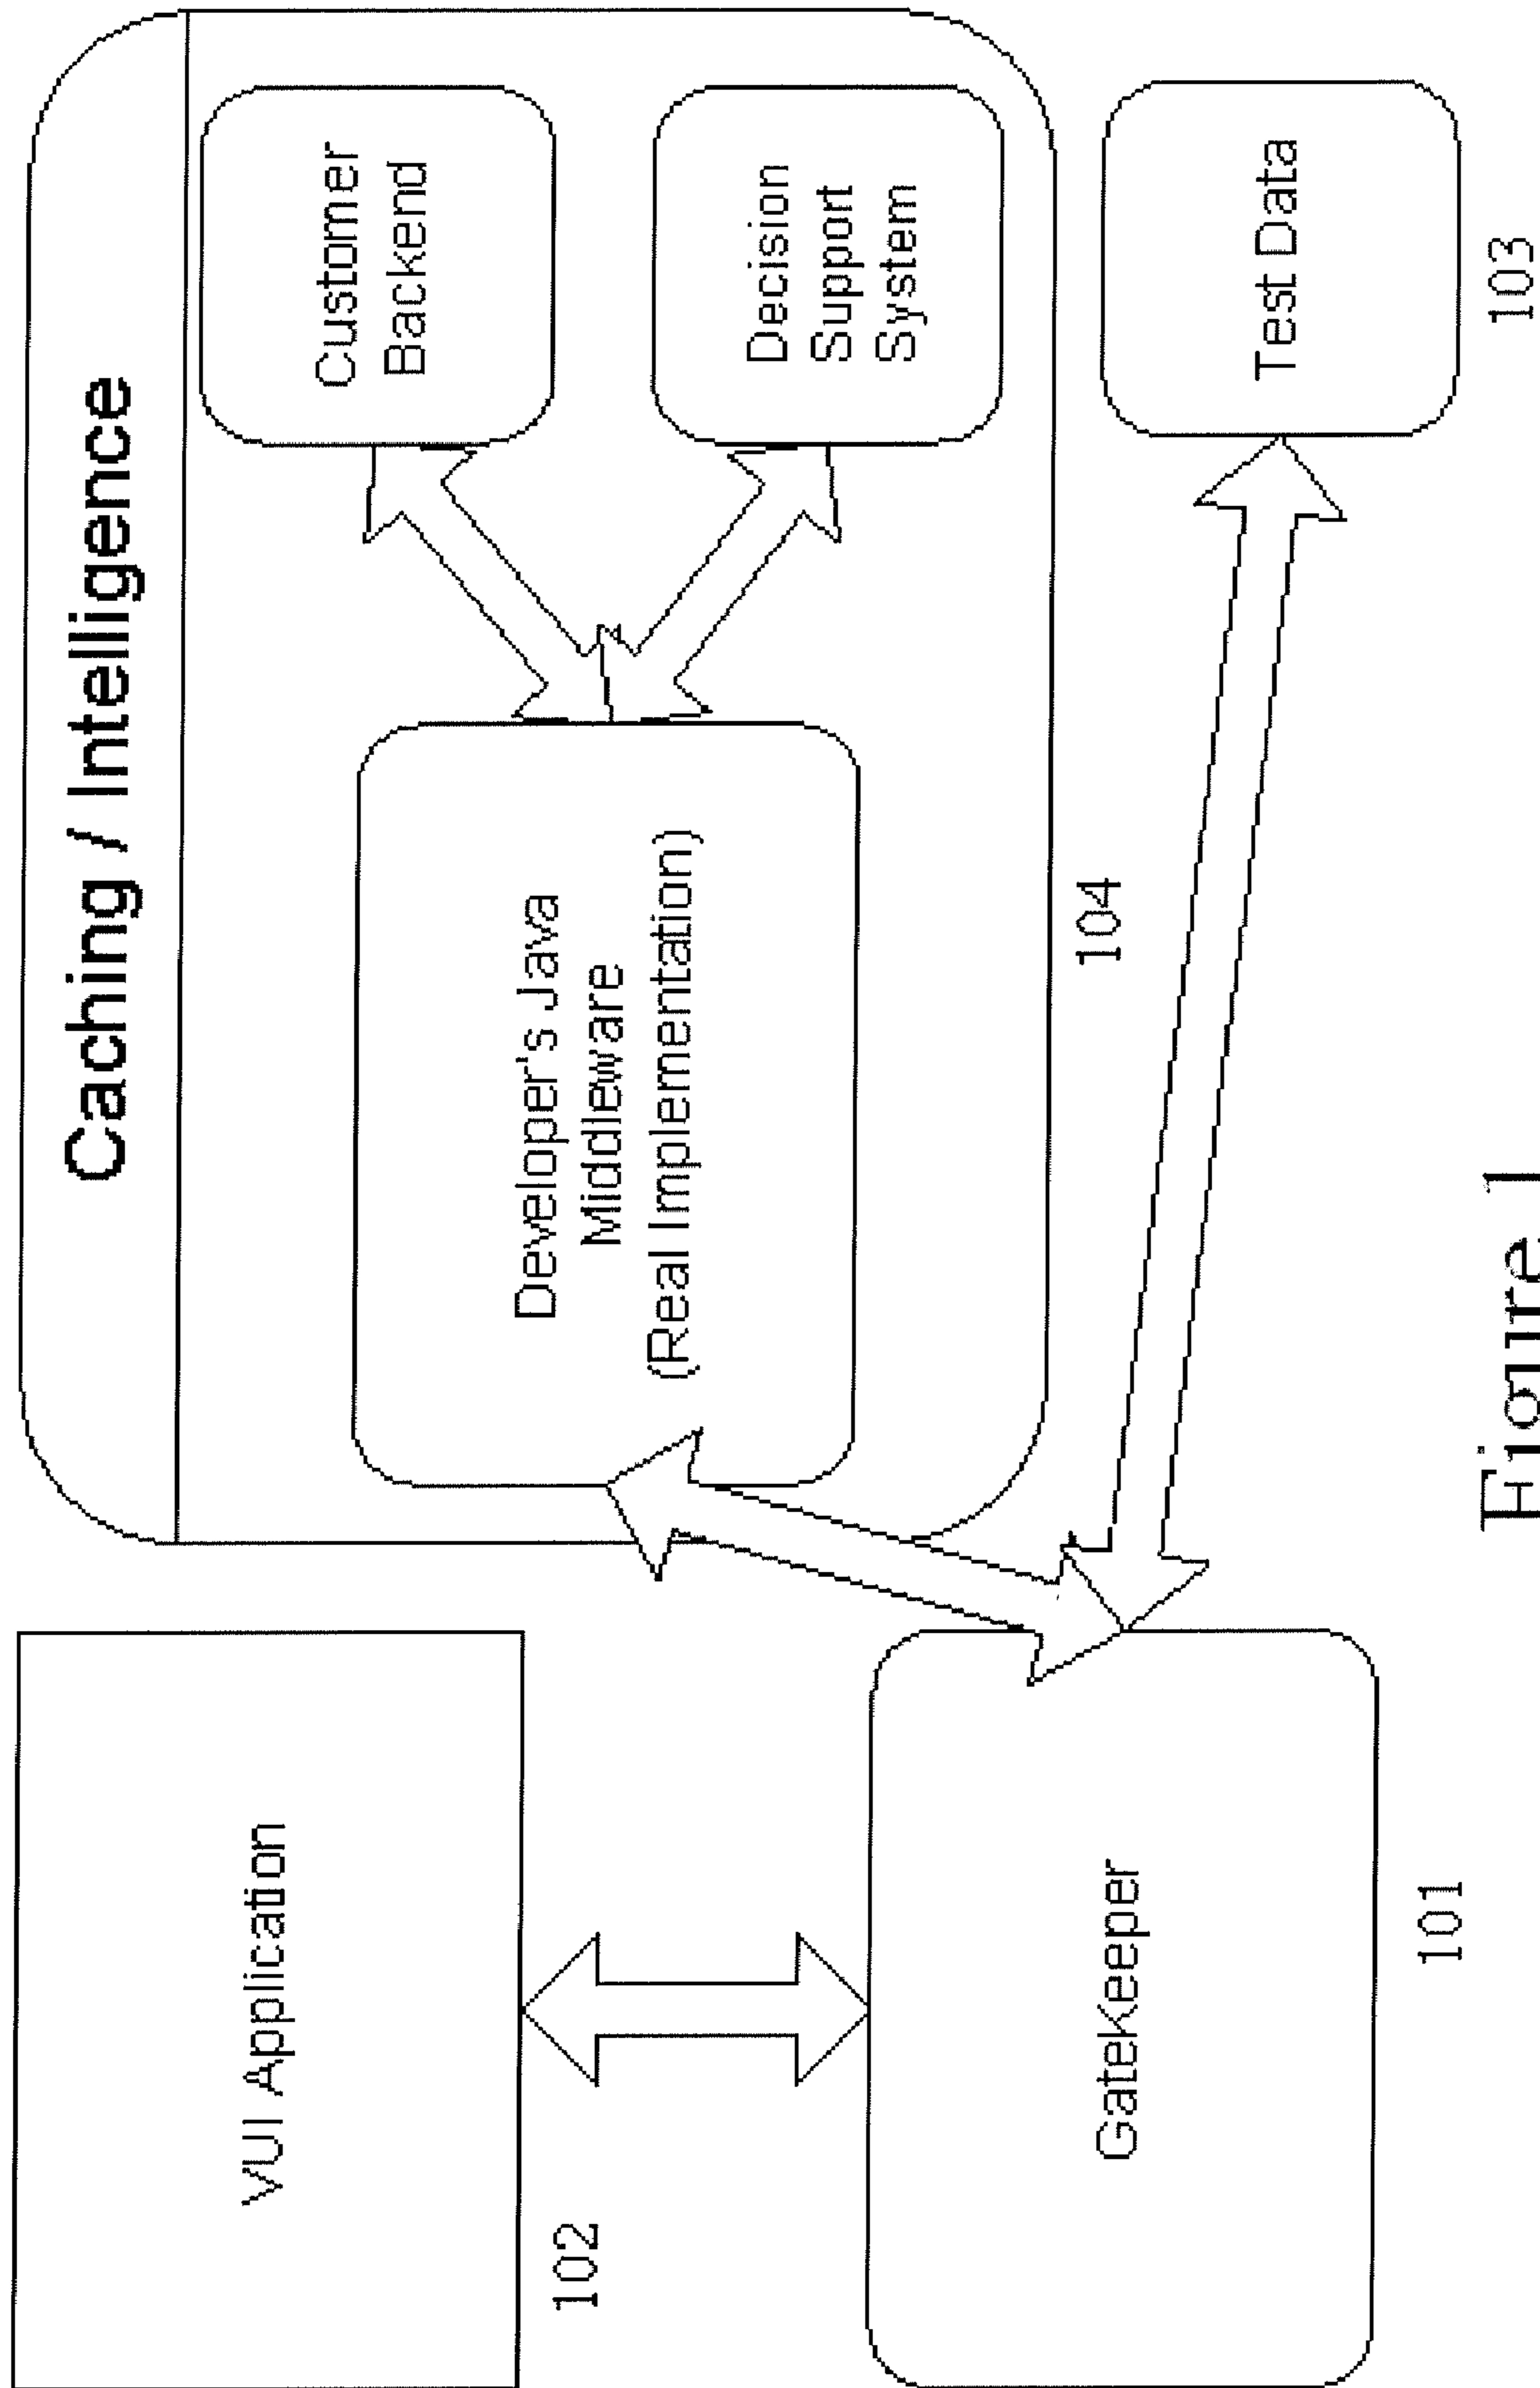 Caching / Intelligence
VUI Application
102
Developer's Java
Middleware
(Real Implementation)
Customer
Backend
Decision
Support
System
104
Gatekeeper
101
Test Data
103
Figure 1